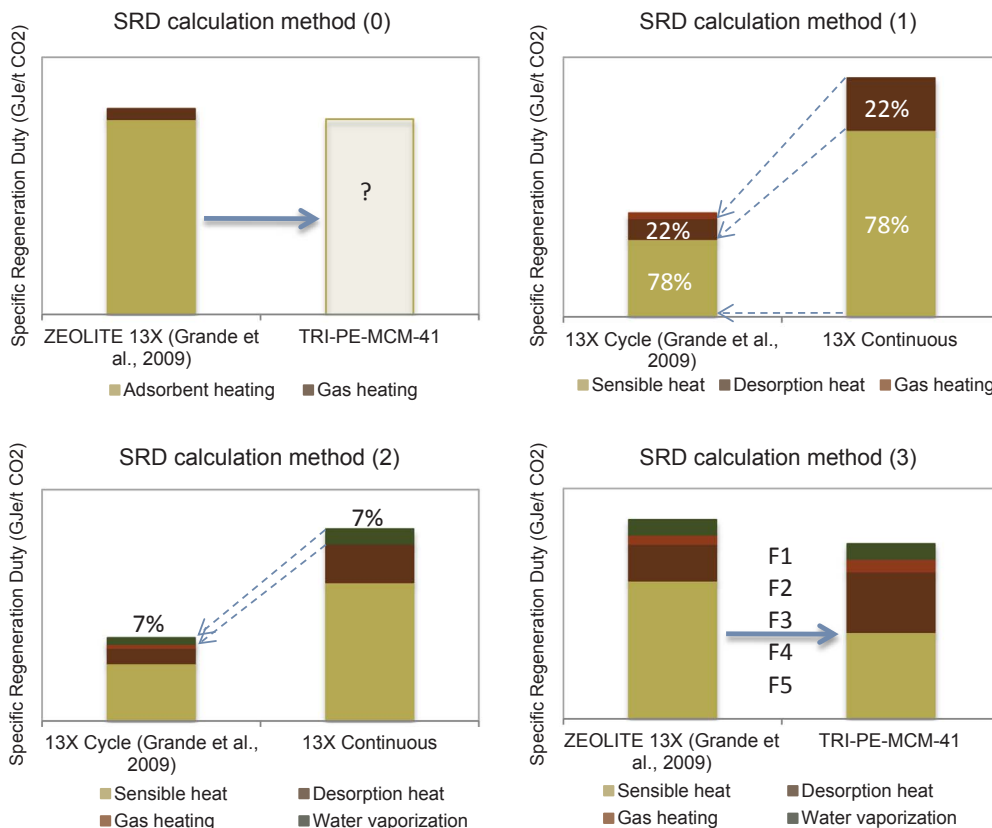 SRD calculation method (0)
Specific Regeneration Duty (GJe/t CO2)
?
ZEOLITE 13X (Grande et
al., 2009)
TRI-PE-MCM-41
Adsorbent heating
Gas heating
SRD calculation method (1)
Specific Regeneration Duty (GJe/t CO2)
22%
78%
22%
78%
13X Cycle (Grande et al.,
2009)
13X Continuous
Sensible heat
Desorption heat
Gas heating
SRD calculation method (2)
Specific Regeneration Duty (GJe/t CO2)
7%
7%
13X Cycle (Grande et al.,
2009)
13X Continuous
Sensible heat
Desorption heat
Gas heating
Water vaporization
SRD calculation method (3)
Specific Regeneration Duty (GJe/t CO2)
F1
F2
F3
F4
F5
ZEOLITE 13X (Grande et
al., 2009)
TRI-PE-MCM-41
Sensible heat
Desorption heat
Gas heating
Water vaporization